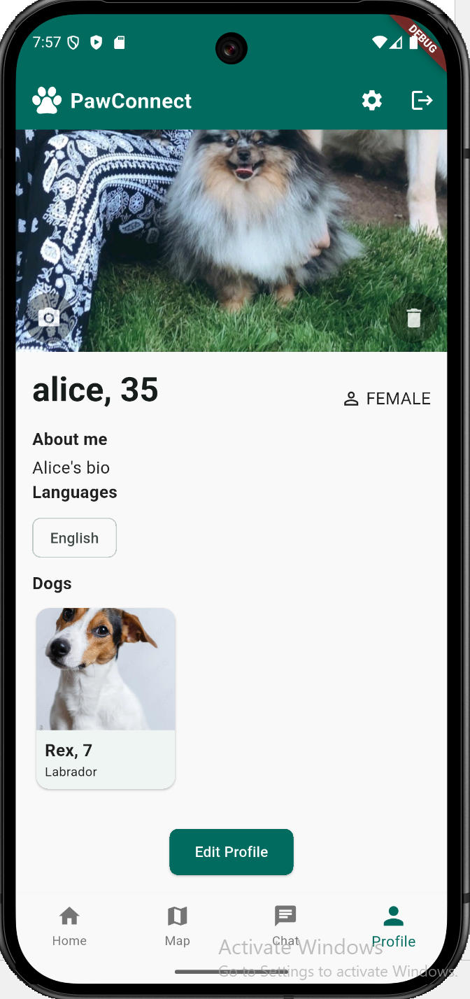 7:57
DEBUG
PawConnect
alice, 35
FEMALE
About me
Alice's bio
Languages
English
Dogs
Rex, 7
Labrador
Edit Profile
Home Map Chat Profile
Activate Windows
Go to Settings to activate Windows.